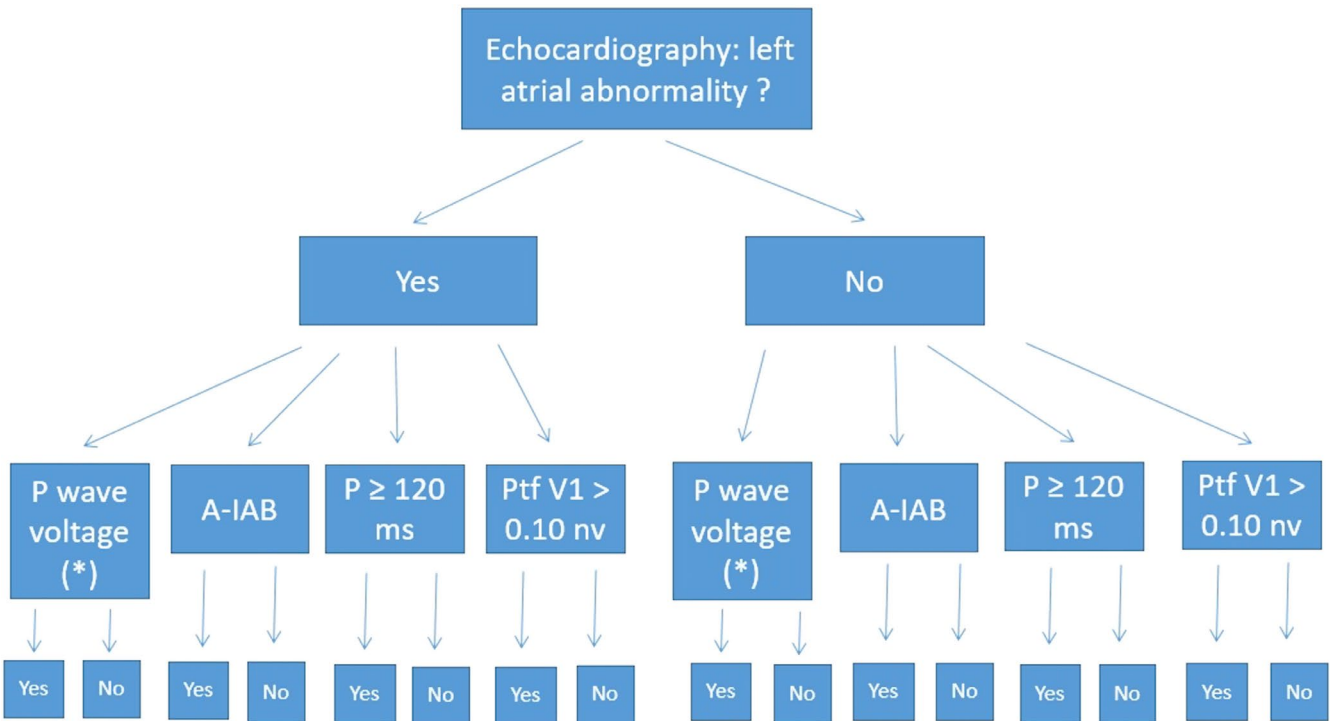 Echocardiography: left
atrial abnormality ?
Yes
No
P wave
voltage
(*)
A-IAB
P ≥ 120
ms
Ptf V1 >
0.10 nv
P wave
voltage
(*)
A-IAB
P ≥ 120
ms
Ptf V1 >
0.10 nv
Yes
No
Yes
No
Yes
No
Yes
No
Yes
No
Yes
No
Yes
No
Yes
No